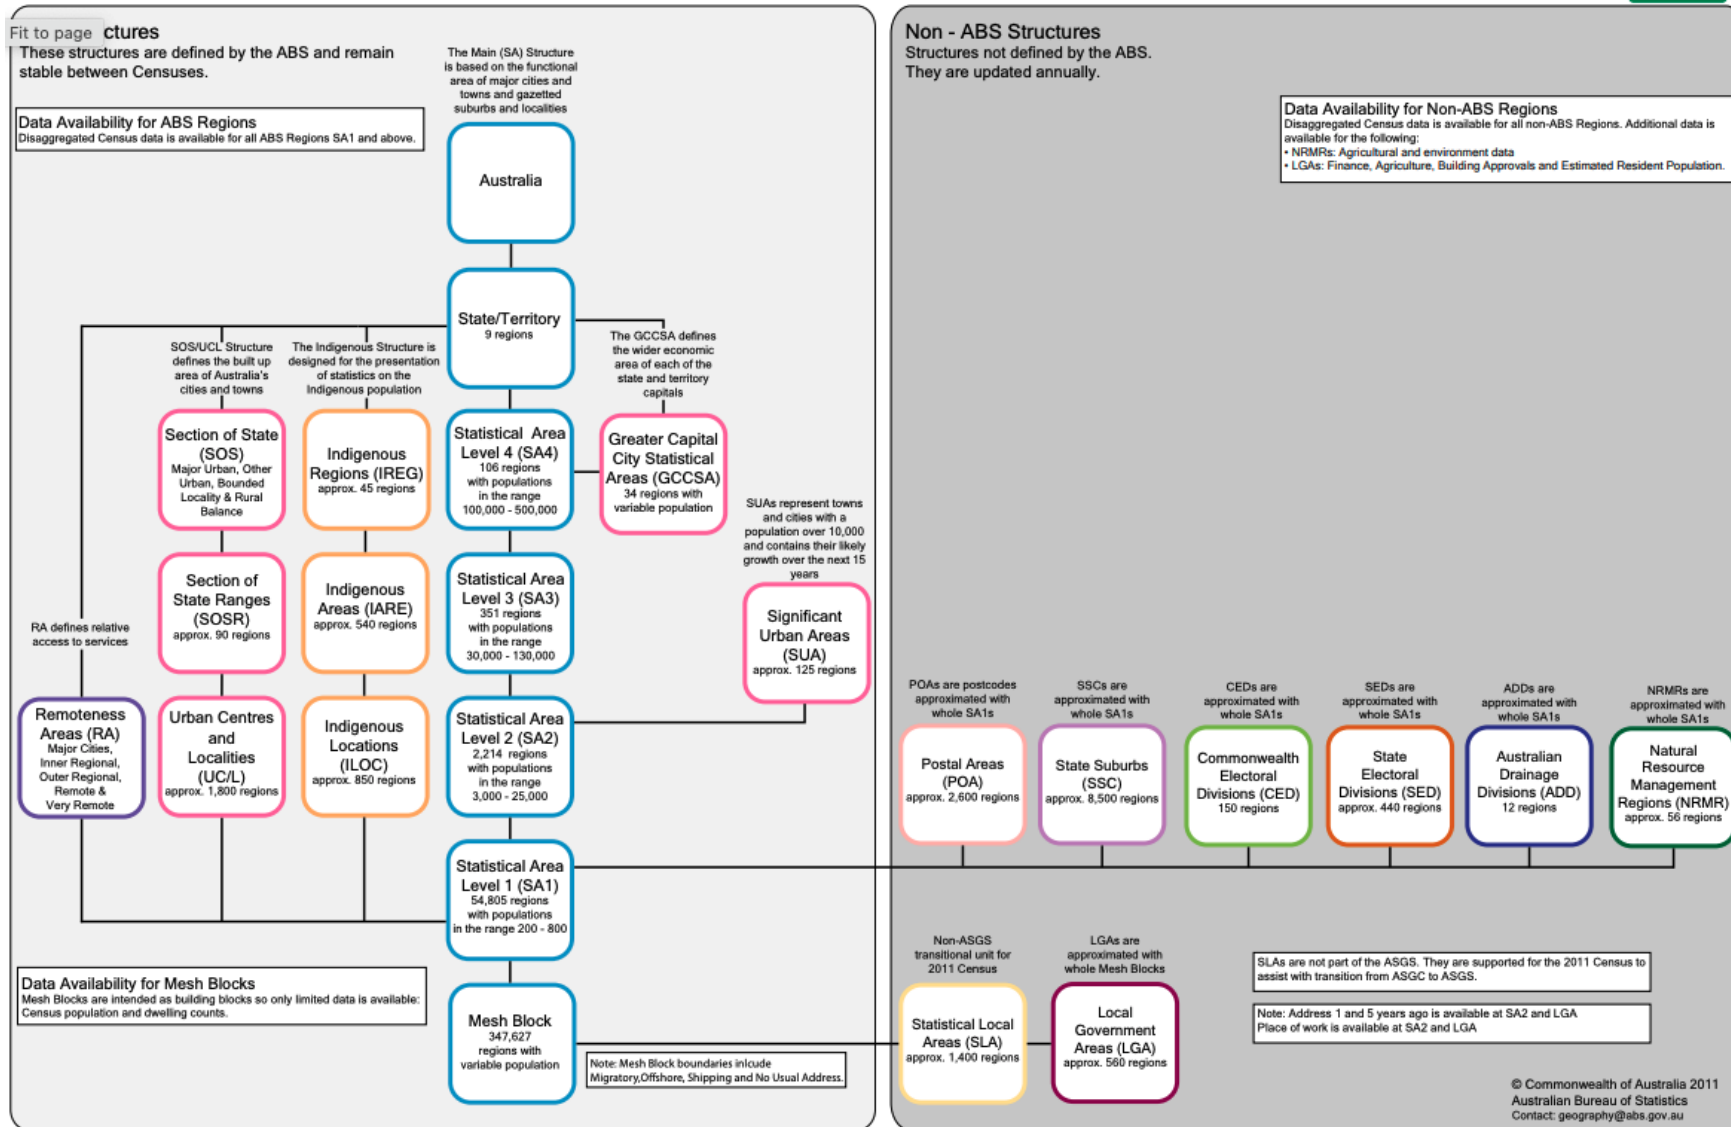 Fit to page
ctures
These structures are defined by the ABS and remain
stable between Censuses.
Data Availability for ABS Regions
Disaggregated Census data is available for all ABS Regions SA1 and above.
The Main (SA) Structure
is based on the functional
area of major cities and
towns and gazetted
suburbs and localities
Australia
State/Territory
9 regions
SOS/UCL Structure
defines the built up
area of Australia's
cities and towns
The Indigenous Structure is
designed for the presentation
of statistics on the
Indigenous population
The GCCSA defines
the wider economic
area of each of the
state and territory
capitals
Section of State
(SOS)
Major Urban, Other
Urban, Bounded
Locality & Rural
Balance
Indigenous
Regions (IREG)
approx. 45 regions
Statistical Area
Level 4 (SA4)
106 regions
with populations
in the range
100,000 - 500,000
Greater Capital
City Statistical
Areas (GCCSA)
34 regions with
variable population
SUAs represent towns
and cities with a
population over 10,000
and contains their likely
growth over the next 15
years
Section of
State Ranges
(SOSR)
approx. 90 regions
Indigenous
Areas (IARE)
approx. 540 regions
Statistical Area
Level 3 (SA3)
351 regions
with populations
in the range
30,000 - 130,000
Significant
Urban Areas
(SUA)
approx. 125 regions
RA defines relative
access to services
Remoteness
Areas (RA)
Major Cities,
Inner Regional,
Outer Regional,
Remote &
Very Remote
Urban Centres
and
Localities
(UC/L)
approx. 1,800 regions
Indigenous
Locations
(ILOC)
approx. 850 regions
Statistical Area
Level 2 (SA2)
2,214 regions
with populations
in the range
3,000 - 25,000
Statistical Area
Level 1 (SA1)
54,805 regions
with populations
in the range 200 - 800
Data Availability for Mesh Blocks
Mesh Blocks are intended as building blocks so only limited data is available:
Census population and dwelling counts.
Mesh Block
347,627
regions with
variable population
Note: Mesh Block boundaries inlcude
Migratory,Offshore, Shipping and No Usual Address.
Non - ABS Structures
Structures not defined by the ABS.
They are updated annually.
Data Availability for Non-ABS Regions
Disaggregated Census data is available for all non-ABS Regions. Additional data is
available for the following:
• NRMRs: Agricultural and environment data
• LGAs: Finance, Agriculture, Building Approvals and Estimated Resident Population.
POAs are postcodes
approximated with
whole SA1s
SSCs are
approximated with
whole SA1s
CEDs are
approximated with
whole SA1s
SEDs are
approximated with
whole SA1s
ADDs are
approximated with
whole SA1s
NRMRs are
approximated with
whole SA1s
Postal Areas
(POA)
approx. 2,600 regions
State Suburbs
(SSC)
approx. 8,500 regions
Commonwealth
Electoral
Divisions (CED)
150 regions
State
Electoral
Divisions (SED)
approx. 440 regions
Australian
Drainage
Divisions (ADD)
12 regions
Natural
Resource
Management
Regions (NRMR)
approx. 56 regions
Non-ASGS
transitional unit for
2011 Census
LGAs are
approximated with
whole Mesh Blocks
Statistical Local
Areas (SLA)
approx. 1,400 regions
Local
Government
Areas (LGA)
approx. 560 regions
SLAs are not part of the ASGS. They are supported for the 2011 Census to
assist with transition from ASGC to ASGS.
Note: Address 1 and 5 years ago is available at SA2 and LGA
Place of work is available at SA2 and LGA
© Commonwealth of Australia 2011
Australian Bureau of Statistics
Contact: geography@abs.gov.au